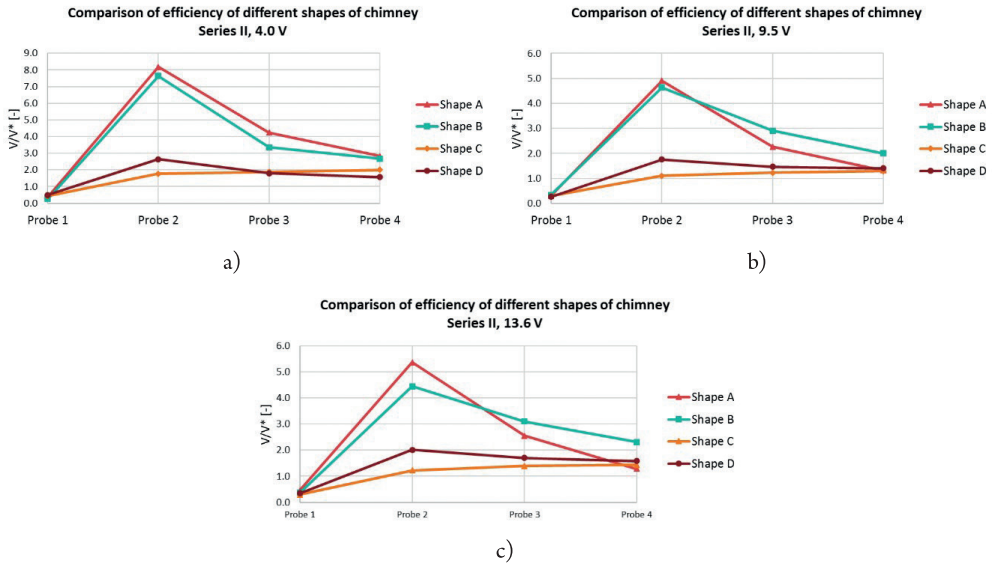 Comparison of efficiency of different shapes of chimney
Series II, 4.0 V
V/V* [-]
9.0
8.0
7.0
6.0
5.0
4.0
3.0
2.0
1.0
0.0
Probe 1 Probe 2 Probe 3 Probe 4
Shape A
Shape B
Shape C
Shape D
a)
Comparison of efficiency of different shapes of chimney
Series II, 9.5 V
V/V* [-]
6.0
5.0
4.0
3.0
2.0
1.0
0.0
Probe 1 Probe 2 Probe 3 Probe 4
Shape A
Shape B
Shape C
Shape D
b)
Comparison of efficiency of different shapes of chimney
Series II, 13.6 V
V/V* [-]
6.0
5.0
4.0
3.0
2.0
1.0
0.0
Probe 1 Probe 2 Probe 3 Probe 4
Shape A
Shape B
Shape C
Shape D
c)